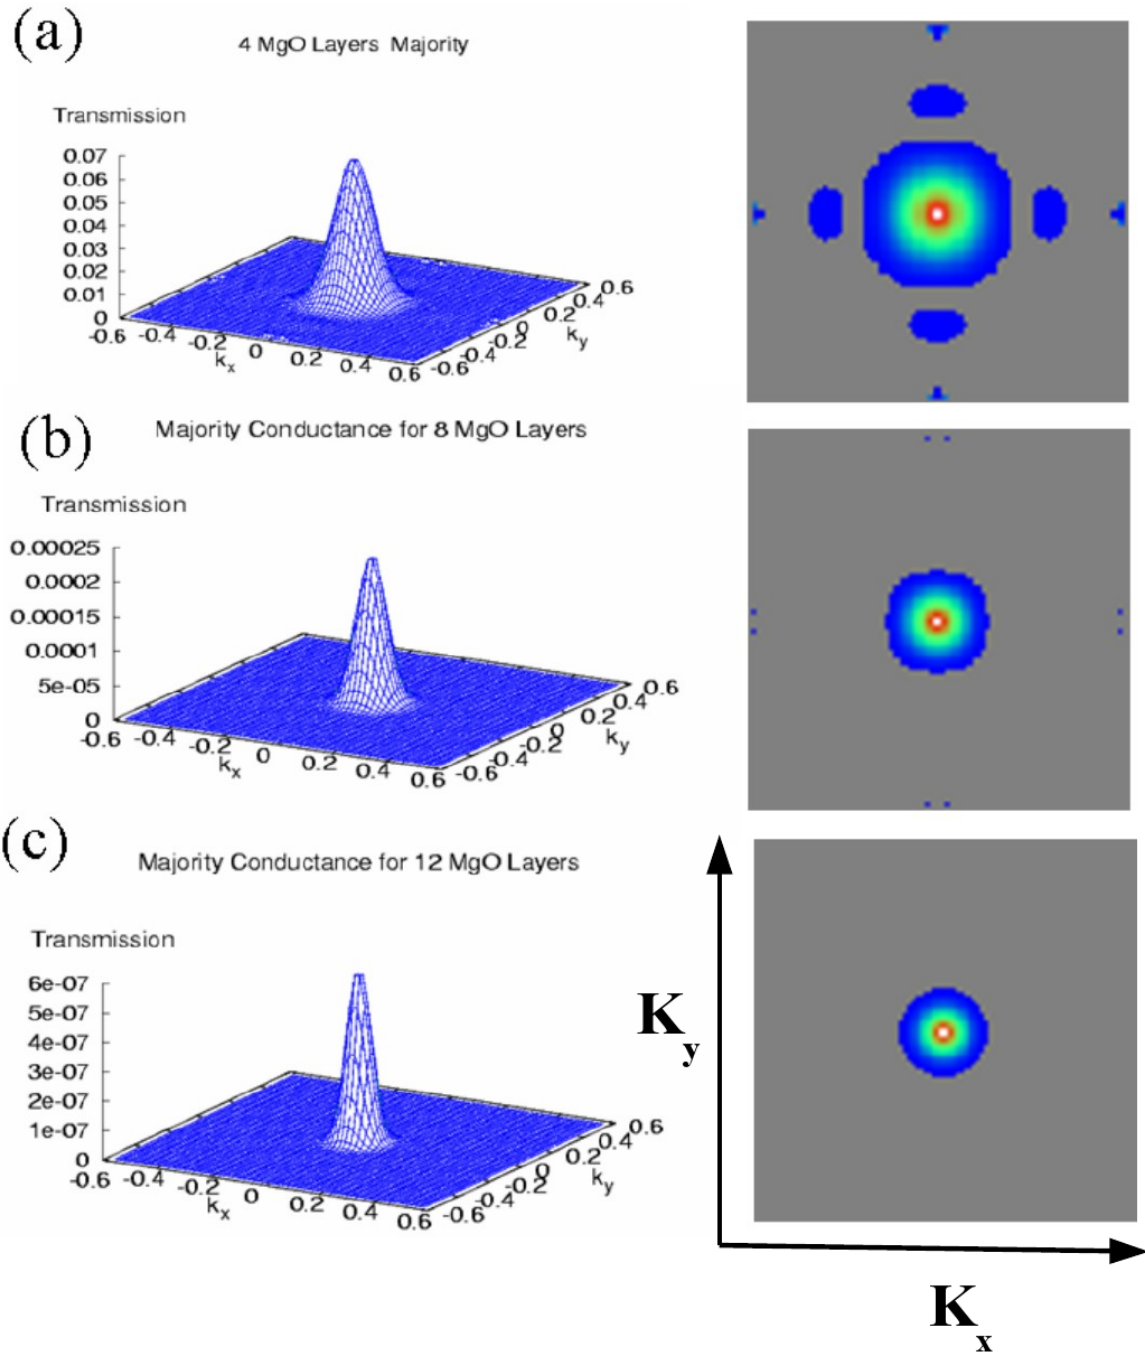 (a)
4 MgO Layers Majority
Transmission
0.07
0.06
0.05
0.04
0.03
0.02
0.01
0
-0.6 -0.4 -0.2 0 0.2 0.4 0.6
kx
-0.6 -0.4 -0.2 0 0.2 0.4 0.6
ky
(b)
Majority Conductance for 8 MgO Layers
Transmission
0.00025
0.0002
0.00015
0.0001
5e-05
0
-0.6 -0.4 -0.2 0 0.2 0.4 0.6
kx
-0.6 -0.4 -0.2 0 0.2 0.4 0.6
ky
(c)
Majority Conductance for 12 MgO Layers
Transmission
6e-07
5e-07
4e-07
3e-07
2e-07
1e-07
0
-0.6 -0.4 -0.2 0 0.2 0.4 0.6
kx
-0.6 -0.4 -0.2 0 0.2 0.4 0.6
ky
Ky
Kx